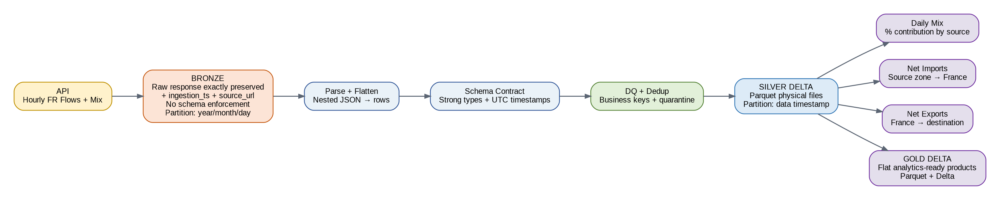 API
Hourly FR Flows + Mix
BRONZE
Raw response exactly preserved
+ ingestion_ts + source_url
No schema enforcement
Partition: year/month/day
Parse + Flatten
Nested JSON → rows
Schema Contract
Strong types + UTC timestamps
DQ + Dedup
Business keys + quarantine
SILVER DELTA
Parquet physical files
Partition: data timestamp
Daily Mix
% contribution by source
Net Imports
Source zone → France
Net Exports
France → destination
GOLD DELTA
Flat analytics-ready products
Parquet + Delta